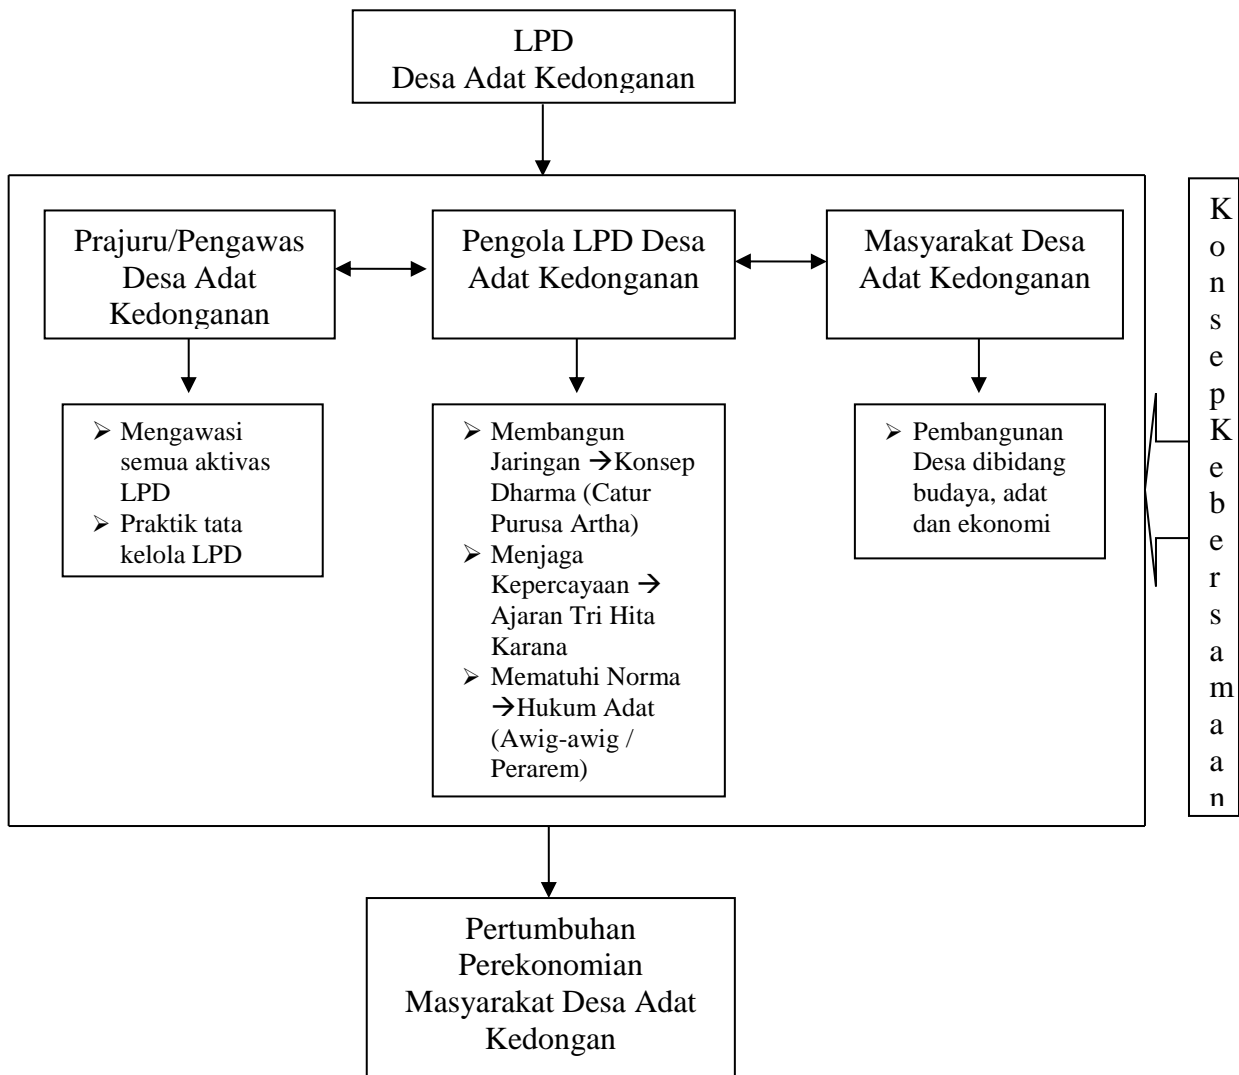 LPD
Desa Adat Kedonganan
Prajuru/Pengawas
Desa Adat
Kedonganan
Pengola LPD Desa
Adat Kedonganan
Masyarakat Desa
Adat Kedonganan
➢ Mengawasi
semua aktivas
LPD
➢ Praktik tata
kelola LPD
➢ Membangun
Jaringan →Konsep
Dharma (Catur
Purusa Artha)
➢ Menjaga
Kepercayaan →
Ajaran Tri Hita
Karana
➢ Mematuhi Norma
→Hukum Adat
(Awig-awig /
Perarem)
➢ Pembangunan
Desa dibidang
budaya, adat
dan ekonomi
K
o
n
s
e
p
K
e
b
e
r
s
a
m
a
a
n
Pertumbuhan
Perekonomian
Masyarakat Desa Adat
Kedongan